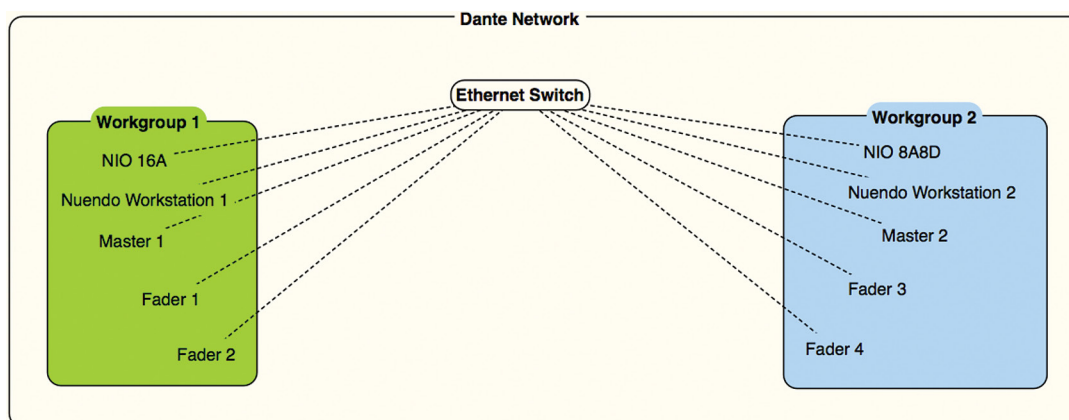 Dante Network
Ethernet Switch
Workgroup 1
NIO 16A
Nuendo Workstation 1
Master 1
Fader 1
Fader 2
Workgroup 2
NIO 8A8D
Nuendo Workstation 2
Master 2
Fader 3
Fader 4